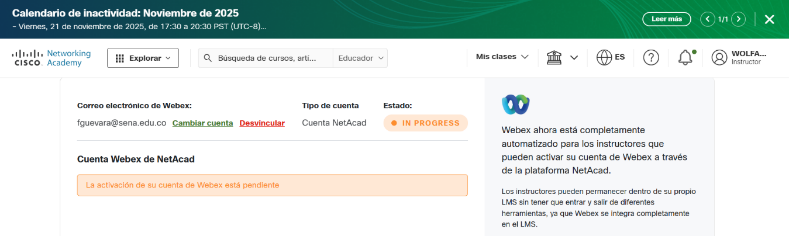 Calendario de inactividad: Noviembre de 2025
– Viernes, 21 de noviembre de 2025, de 17:30 a 20:30 PST (UTC-8)...
Leer más
1/1
CISCO
Networking
Academy
Explorar
Búsqueda de cursos, artí...
Educador
Mis clases
ES
WOLFA...
Instructor
Correo electrónico de Webex:
Tipo de cuenta
Estado:
fguevara@sena.edu.co Cambiar cuenta Desvincular
Cuenta NetAcad
IN PROGRESS
Cuenta Webex de NetAcad
La activación de su cuenta de Webex está pendiente
Webex ahora está completamente
automatizado para los instructores que
pueden activar su cuenta de Webex a través
de la plataforma NetAcad.
Los instructores pueden permanecer dentro de su propio
LMS sin tener que entrar y salir de diferentes
herramientas, ya que Webex se integra completamente
en el LMS.